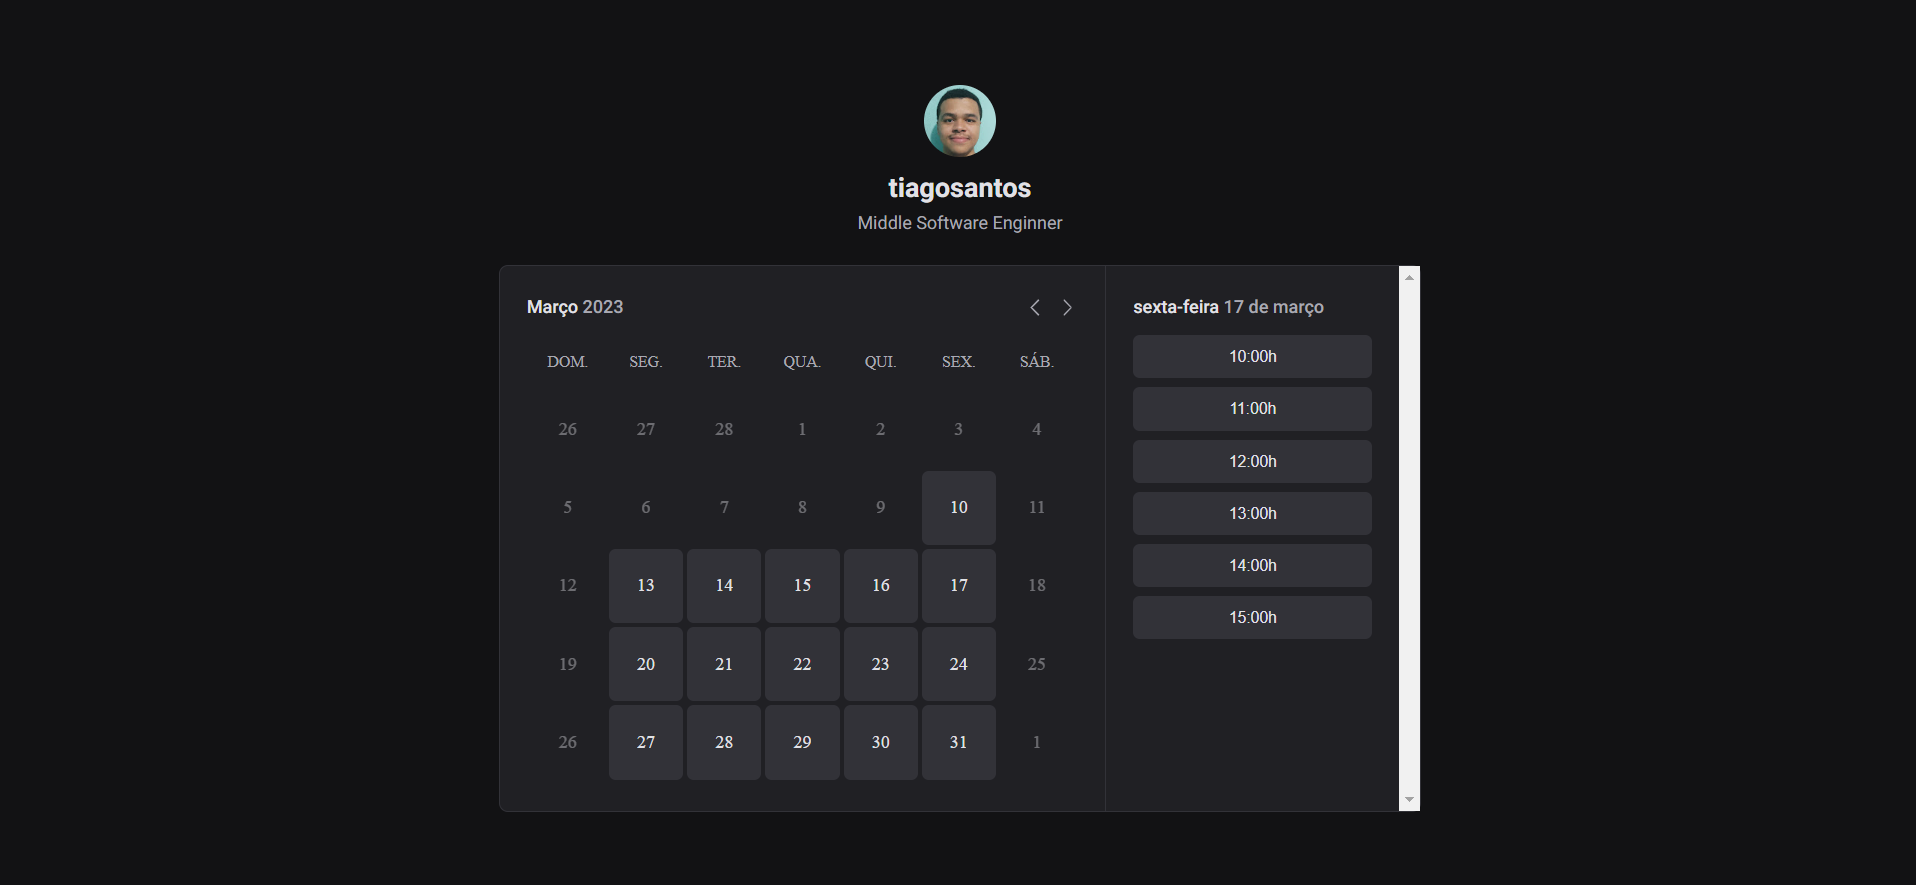 tiagosantos
Middle Software Enginner
Março 2023
DOM. SEG. TER. QUA. QUI. SEX. SÁB.
26 27 28 1 2 3 4
5 6 7 8 9 10 11
12 13 14 15 16 17 18
19 20 21 22 23 24 25
26 27 28 29 30 31 1
sexta-feira 17 de março
10:00h
11:00h
12:00h
13:00h
14:00h
15:00h